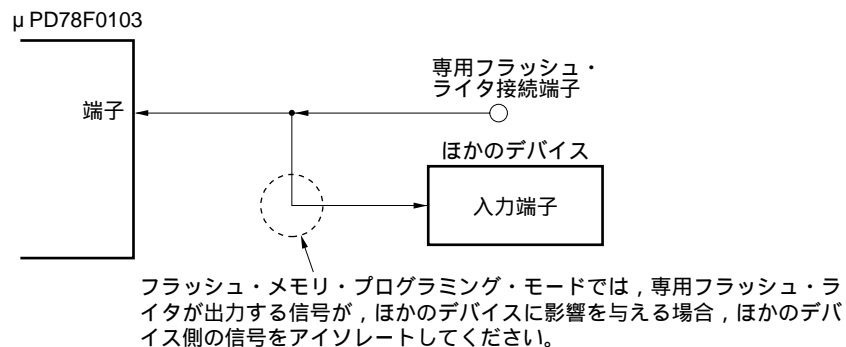 μ PD78F0103
専用フラッシュ・
ライタ接続端子
端子
ほかのデバイス
入力端子
フラッシュ・メモリ・プログラミング・モードでは，専用フラッシュ・ラ
イタが出力する信号が，ほかのデバイスに影響を与える場合，ほかのデバ
イス側の信号をアイソレートしてください。